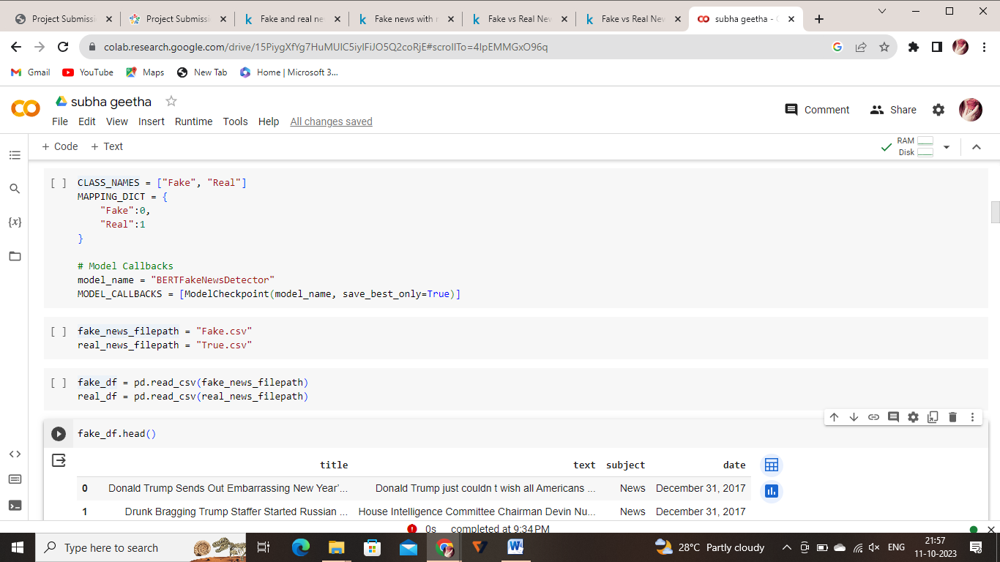 Project Submissi
Project Submissi
Fake and real ne
Fake news with r
Fake vs Real New
Fake vs Real New
subha geetha - C
colab.research.google.com/drive/
Gmail
YouTube
Maps
New Tab
Home | Microsoft 3...
subha geetha
Comment
Share
File Edit View Insert Runtime Tools Help All changes saved
+ Code + Text
RAM
Disk
[ ] CLASS_NAMES = ["Fake", "Real"]
MAPPING_DICT = {
"Fake":0,
"Real":1
}
# Model Callbacks
model_name = "BERTFakeNewsDetector"
MODEL_CALLBACKS = [ModelCheckpoint(model_name, save_best_only=True)]
[ ] fake_news_filepath = "Fake.csv"
real_news_filepath = "True.csv"
[ ] fake_df = pd.read_csv(fake_news_filepath)
real_df = pd.read_csv(real_news_filepath)
fake_df.head()
title text subject date
0 Donald Trump Sends Out Embarrassing New Year'... Donald Trump just couldn t wish all Americans ... News December 31, 2017
1 Drunk Bragging Trump Staffer Started Russian ... House Intelligence Committee Chairman Devin Nu... News December 31, 2017
0s completed at 9:34 PM
Type here to search
28°C Partly cloudy
ENG
21:57
11-10-2023